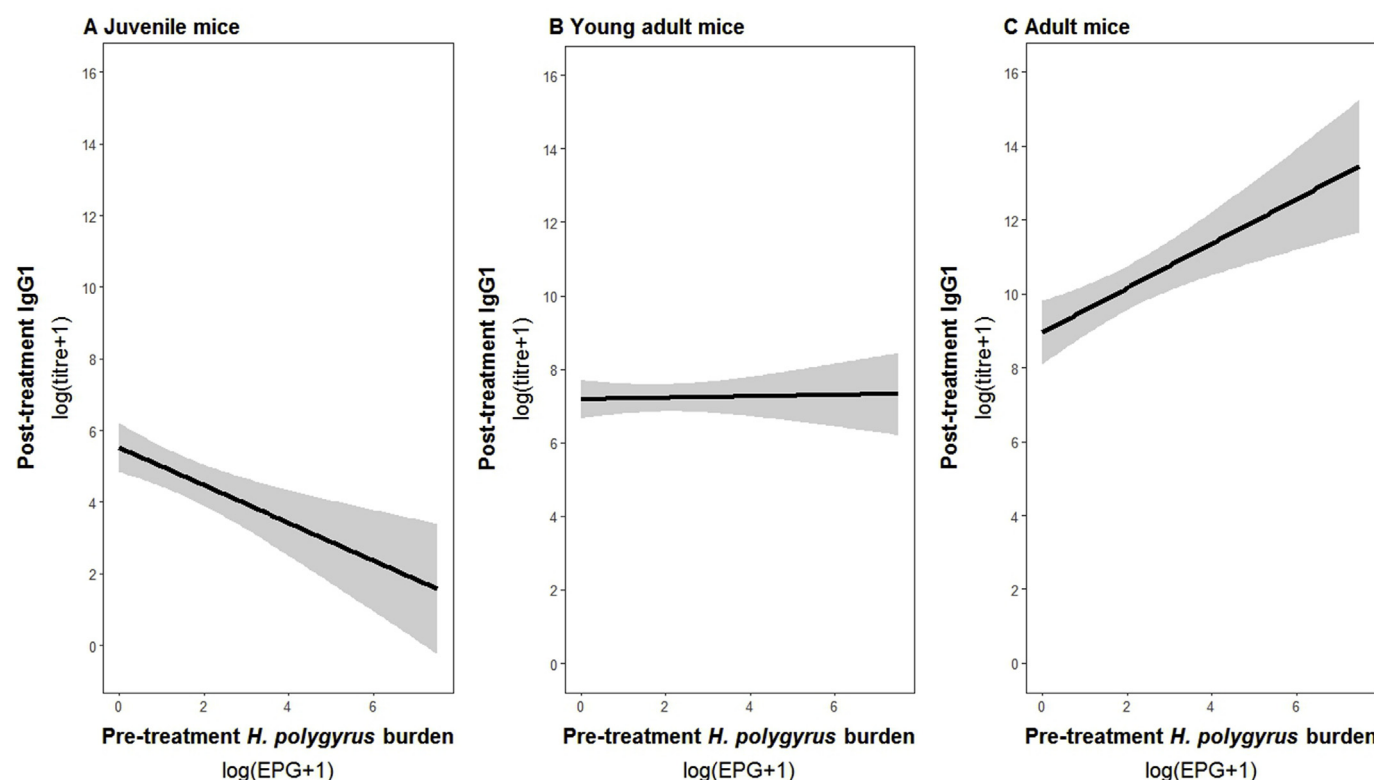 A Juvenile mice
16
14
12
10
8
6
4
2
0
0 2 4 6
Post-treatment IgG1
log(titre+1)
Pre-treatment H. polygyrus burden
log(EPG+1)
B Young adult mice
16
14
12
10
8
6
4
2
0
0 2 4 6
Post-treatment IgG1
log(titre+1)
Pre-treatment H. polygyrus burden
log(EPG+1)
C Adult mice
16
14
12
10
8
6
4
2
0
0 2 4 6
Post-treatment IgG1
log(titre+1)
Pre-treatment H. polygyrus burden
log(EPG+1)